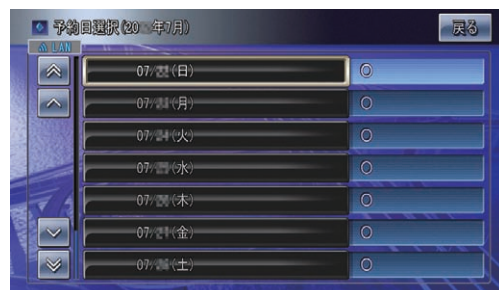 予約日選択(20 年7月)
戻る
LAN
07/ (日) ○
07/ (月) ○
07/ (火) ○
07/ (水) ○
07/ (木) ○
07/ (金) ○
07/ (土) ○